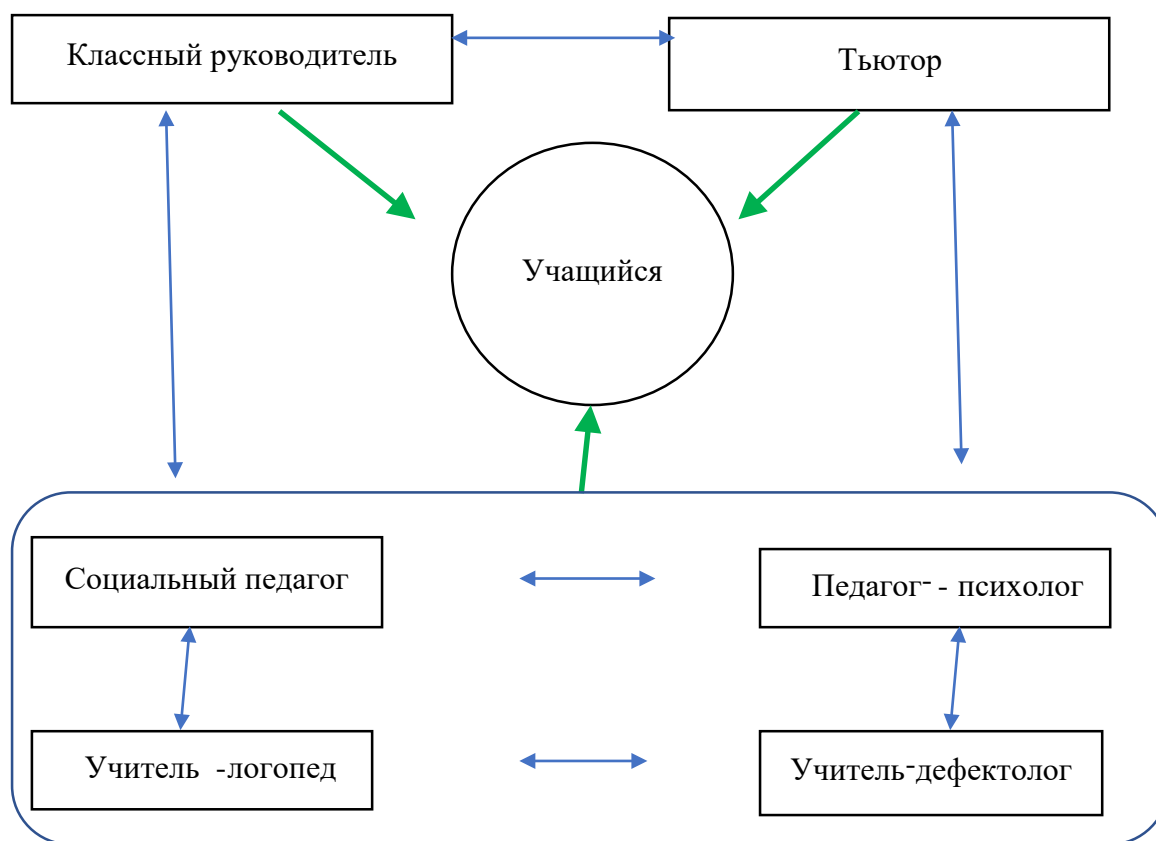 Классный руководитель
Тьютор
Учащийся
Социальный педагог
Педагог- - психолог
Учитель -логопед
Учитель-дефектолог